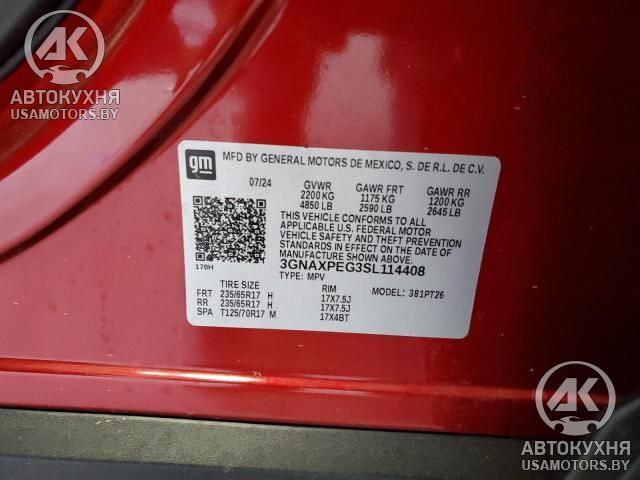 AK
АВТОКУХНЯ
USAMOTORS.BY
gm
MFD BY GENERAL MOTORS DE MEXICO, S. DE R.L. DE C.V.
07/24 GVWR GAWR FRT GAWR RR
2200 KG 1175 KG 1200 KG
4850 LB 2590 LB 2645 LB
THIS VEHICLE CONFORMS TO ALL
APPLICABLE U.S. FEDERAL MOTOR
VEHICLE SAFETY AND THEFT PREVENTION
STANDARDS IN EFFECT ON THE DATE OF
MANUFACTURE SHOWN ABOVE.
170H 3GNAXPEG3SL114408
TYPE: MPV
TIRE SIZE RIM MODEL: 381PT26
FRT 235/65R17 H 17X7.5J
RR 235/65R17 H 17X7.5J
SPA T125/70R17 M 17X4BT
AK
АВТОКУХНЯ
USAMOTORS.BY